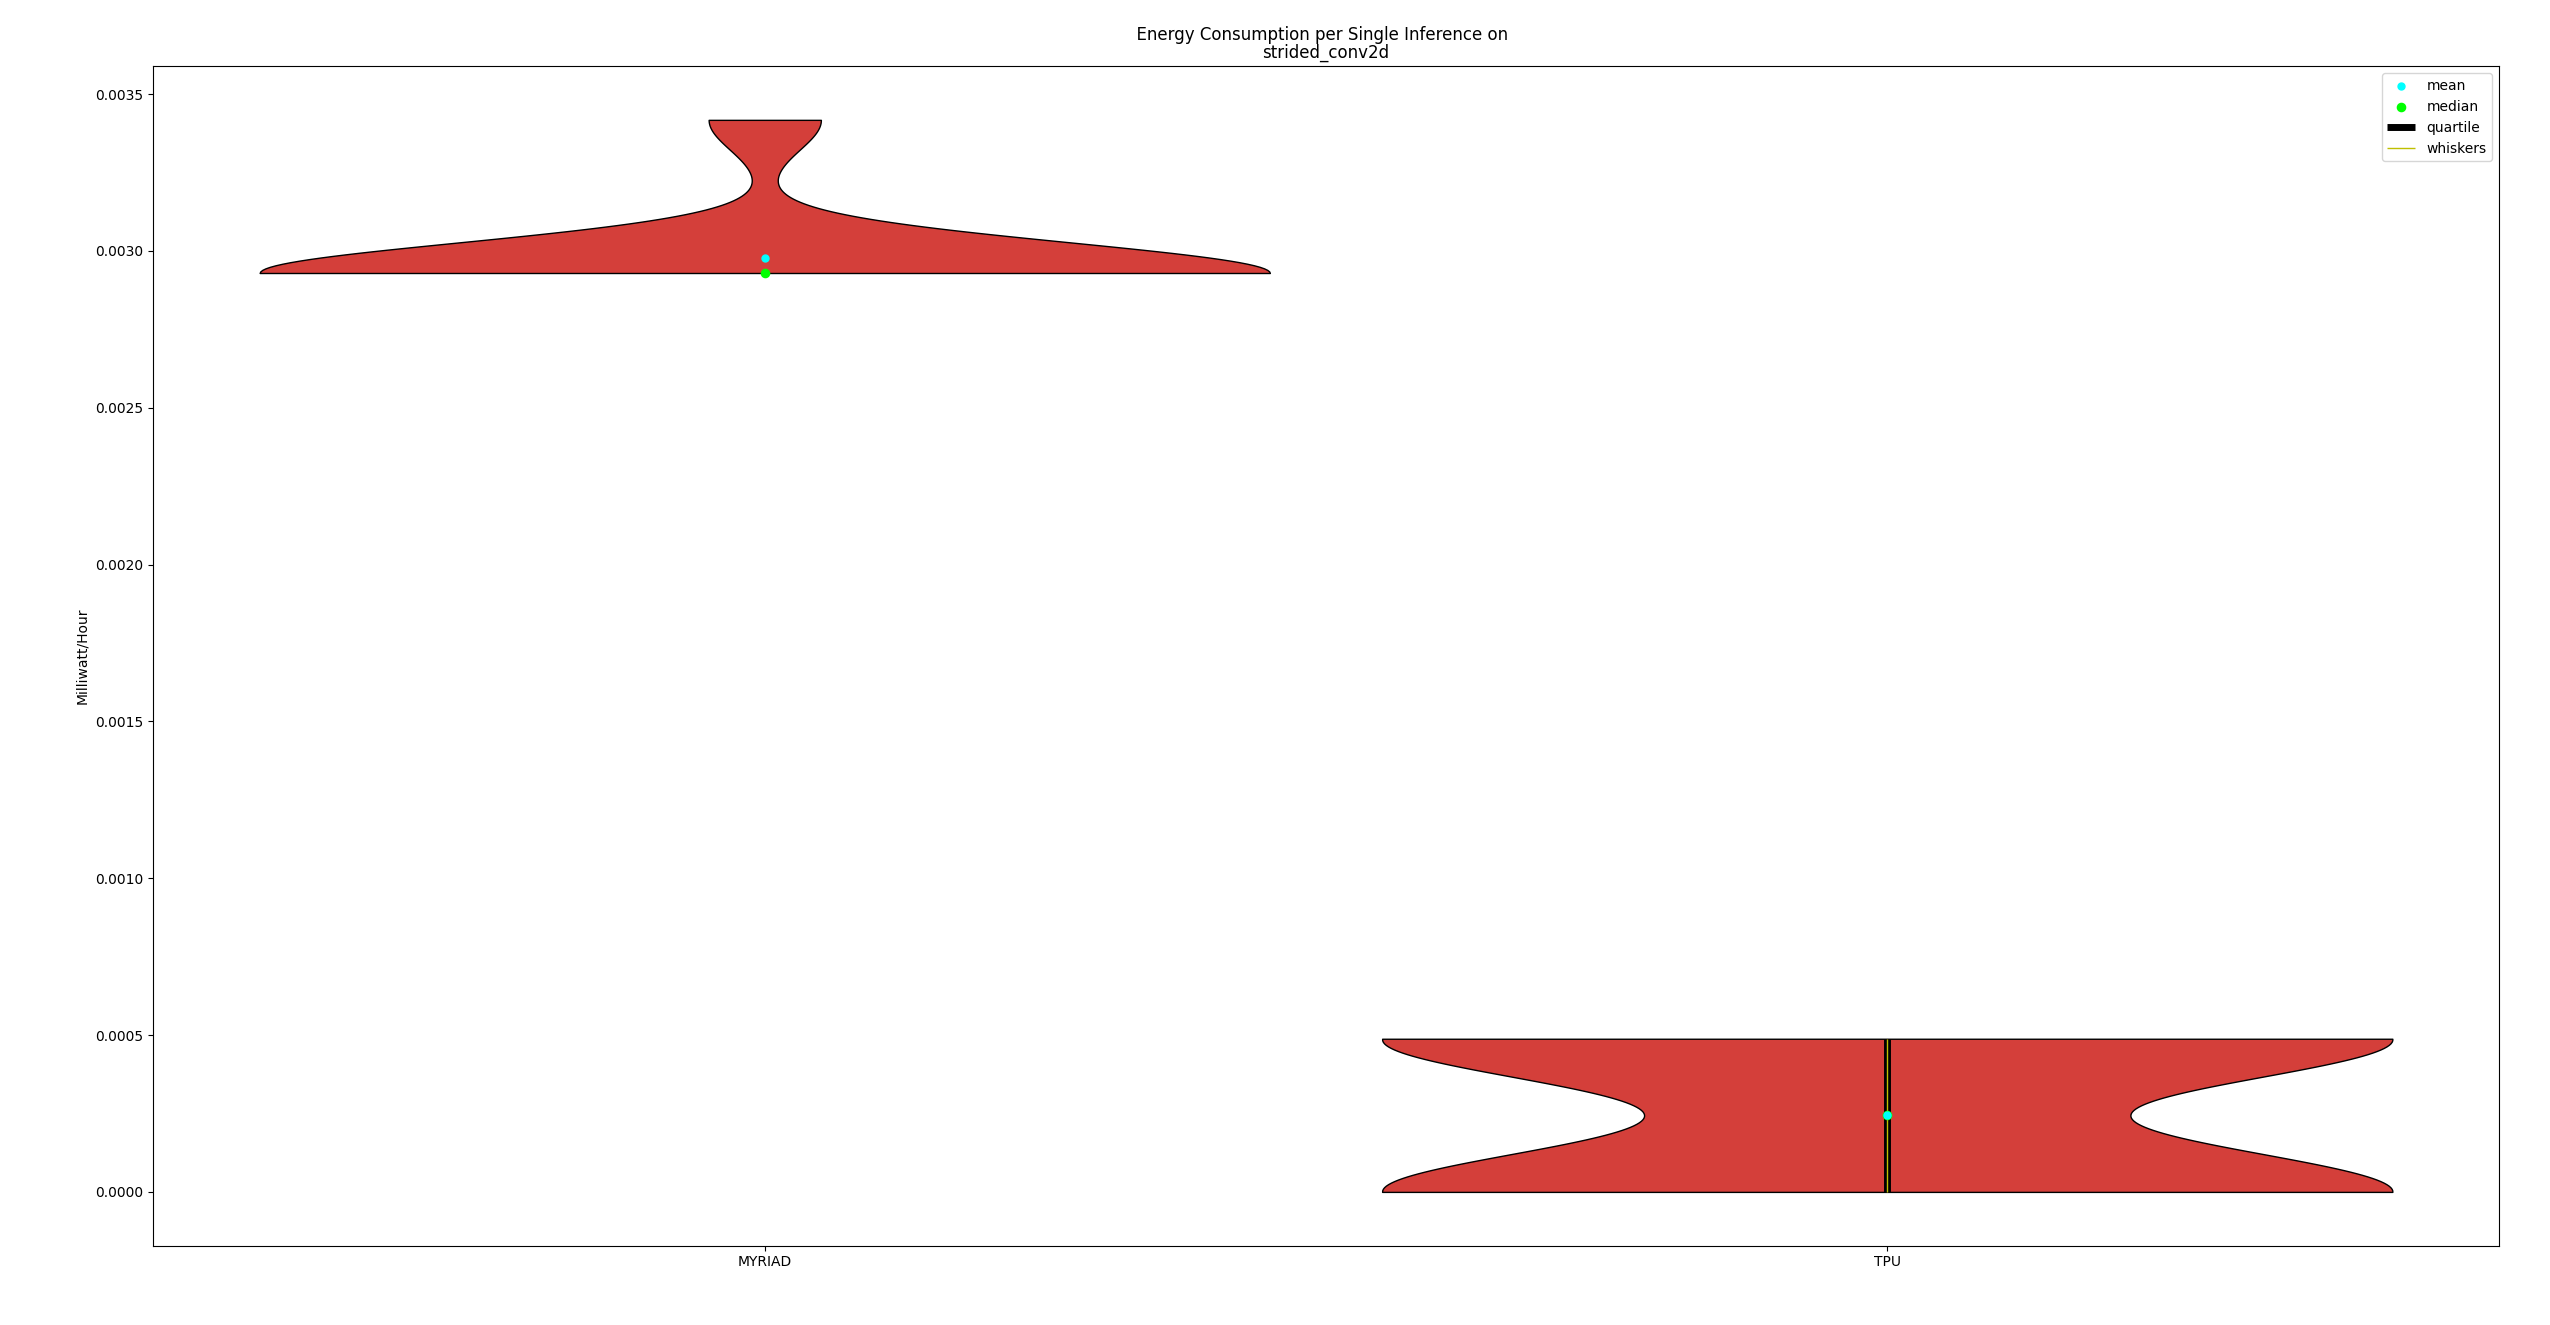 Energy Consumption per Single Inference on
strided_conv2d
mean
median
quartile
whiskers
0.0035
0.0030
0.0025
0.0020
0.0015
0.0010
0.0005
0.0000
Milliwatt/Hour
MYRIAD
TPU